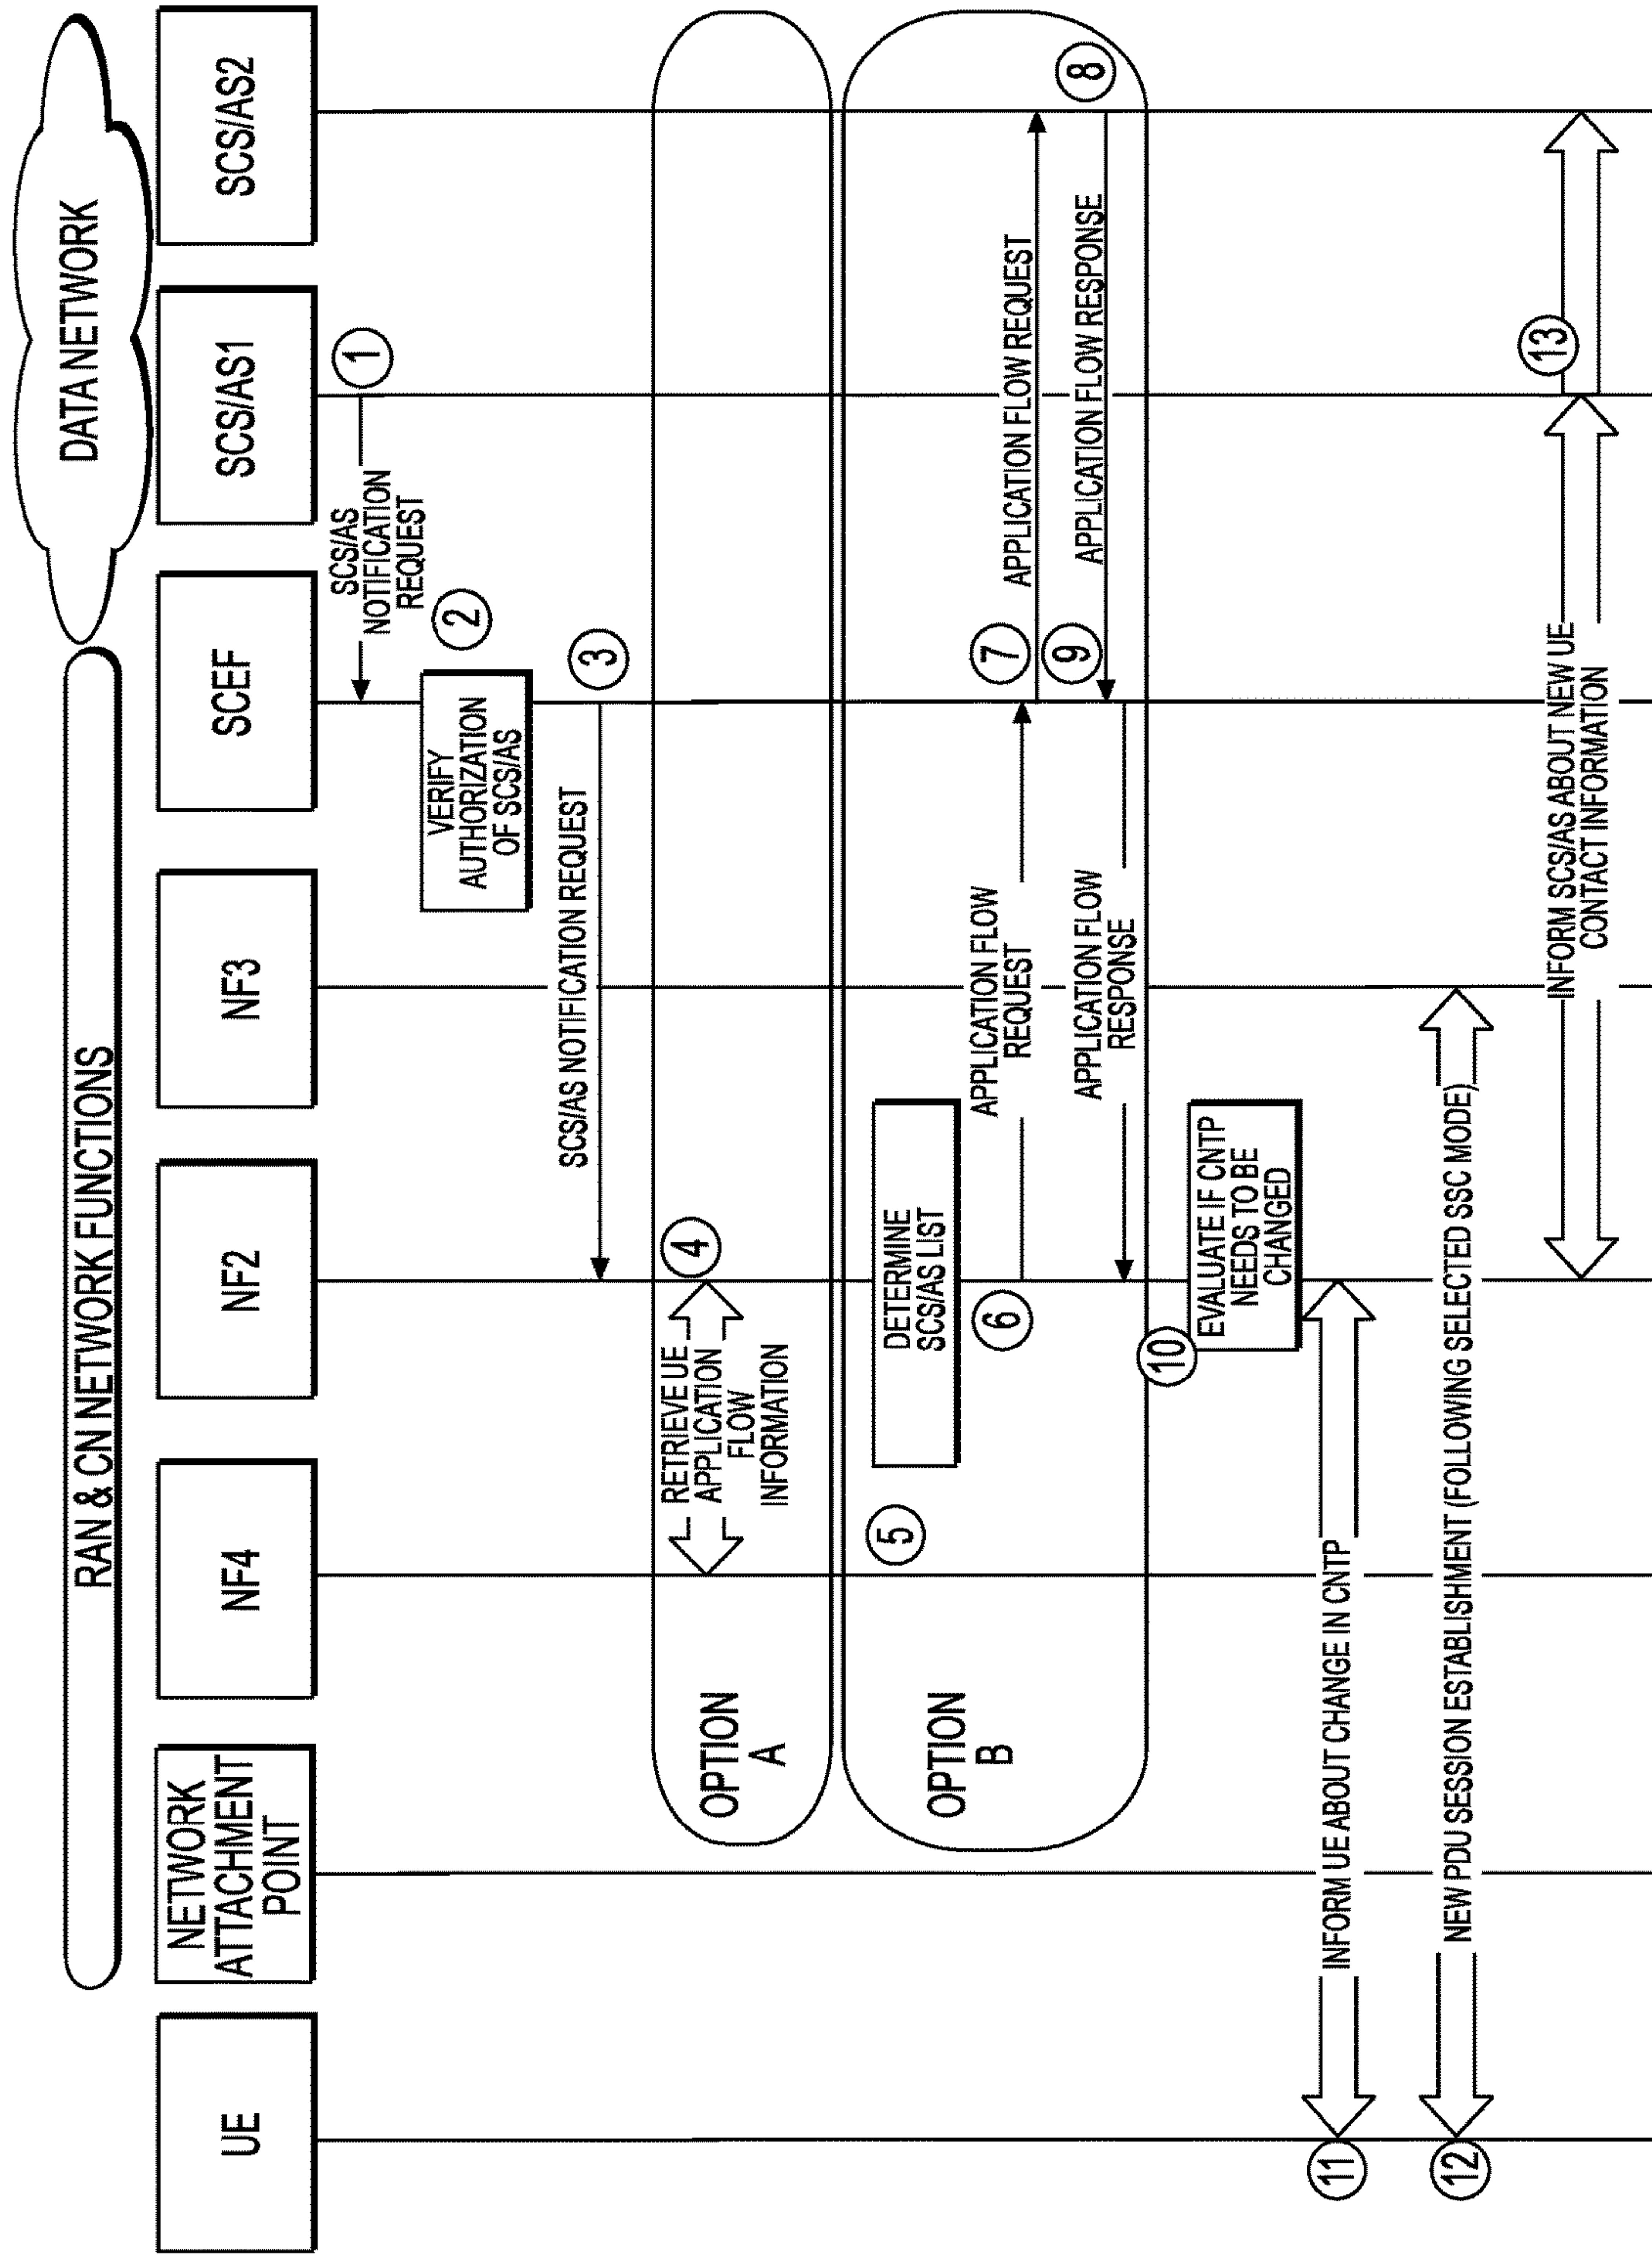 RAN & CN NETWORK FUNCTIONS
DATA NETWORK
UE
NETWORK
ATTACHMENT
POINT
NF4
NF2
NF3
SCEF
SCS/AS1
SCS/AS2
1
SCS/AS
NOTIFICATION
REQUEST
2
VERIFY
AUTHORIZATION
OF SCS/AS
3
SCS/AS NOTIFICATION REQUEST
OPTION
A
4
RETRIEVE UE
APPLICATION
FLOW
INFORMATION
OPTION
B
5
DETERMINE
SCS/AS LIST
6
APPLICATION FLOW
REQUEST
7
APPLICATION FLOW REQUEST
8
APPLICATION FLOW RESPONSE
9
APPLICATION FLOW
RESPONSE
10
EVALUATE IF CNTP
NEEDS TO BE
CHANGED
11
INFORM UE ABOUT CHANGE IN CNTP
12
NEW PDU SESSION ESTABLISHMENT (FOLLOWING SELECTED SSC MODE)
13
INFORM SCS/AS ABOUT NEW UE
CONTACT INFORMATION